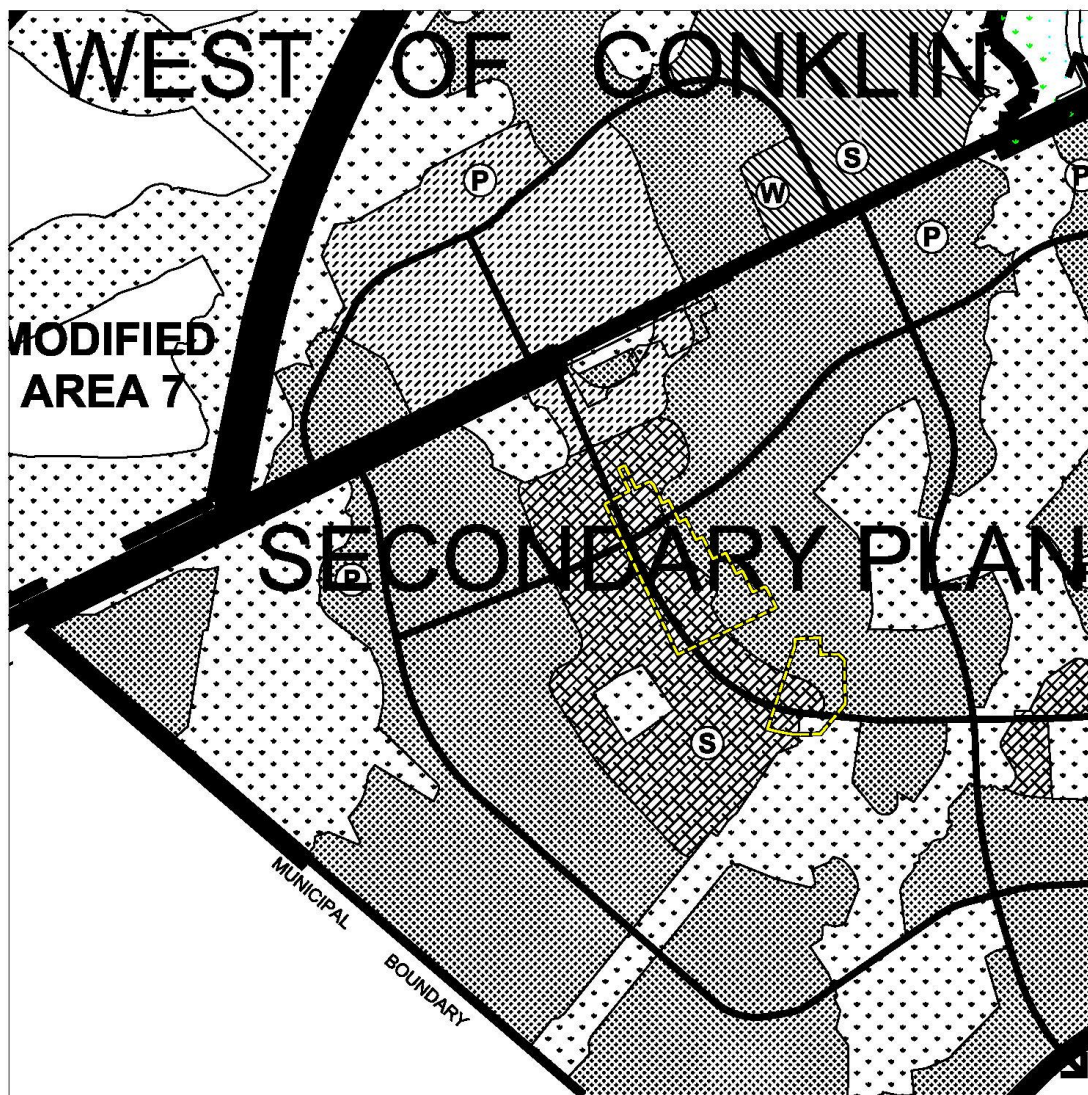 WEST OF CONKLIN
S
P
W
P
P
MODIFIED
AREA 7
SECONDARY PLAN
P
S
MUNICIPAL
BOUNDARY